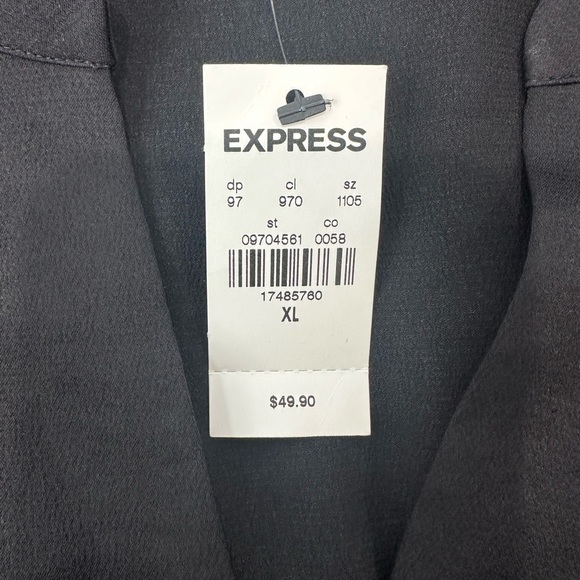 EXPRESS
dp cl sz
97 970 1105
st co
09704561 0058
17485760
XL
$49.90